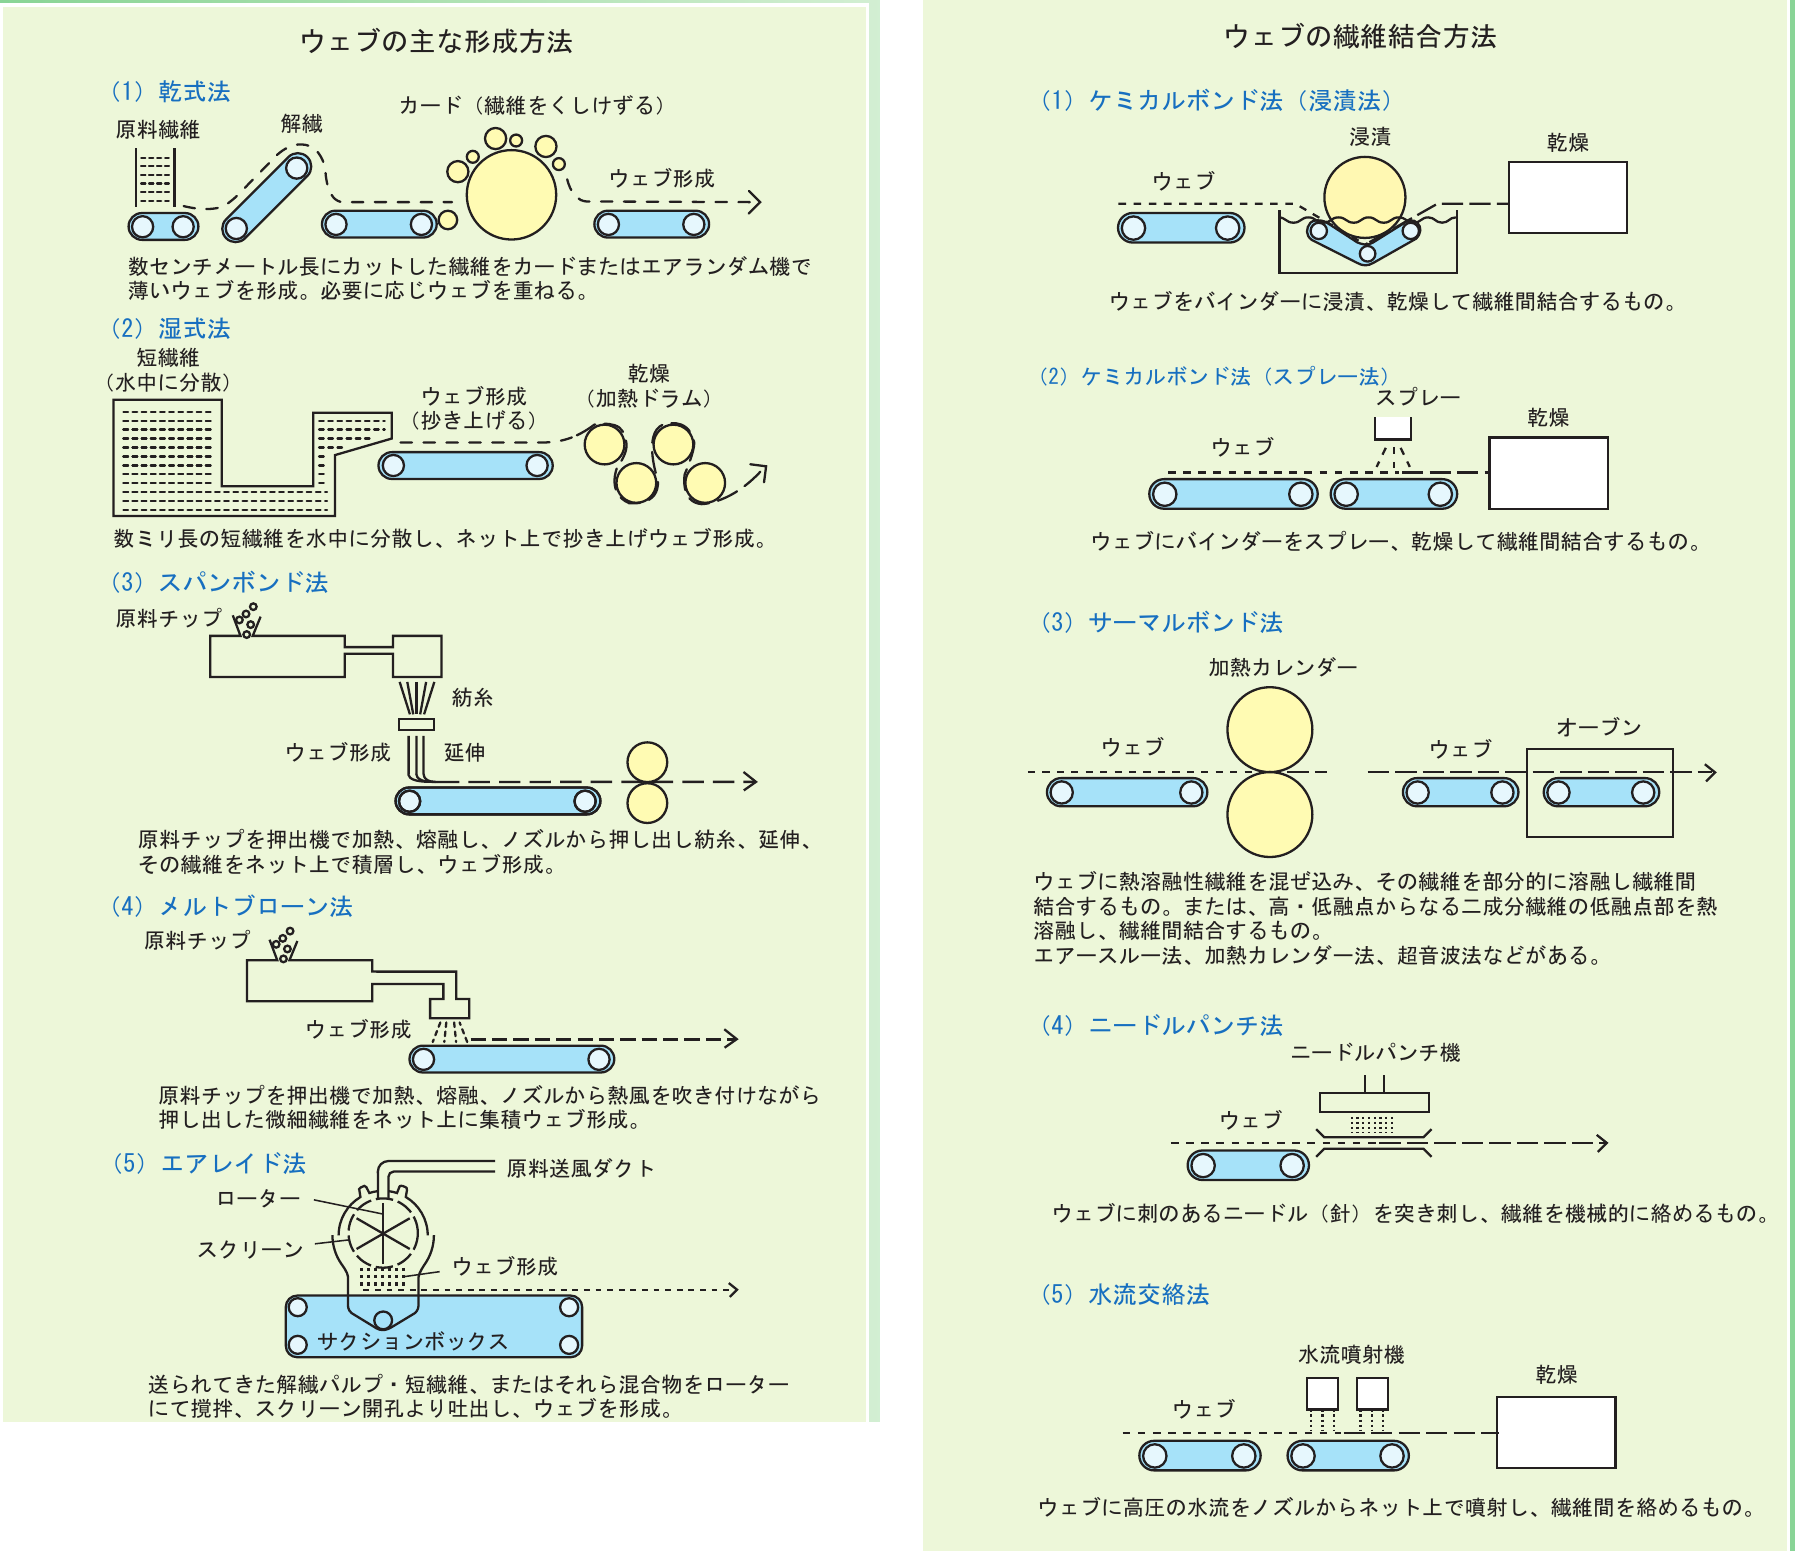 ウェブの主な形成方法
(1) 乾式法
カード（繊維をくしけずる）
原料繊維
解繊
ウェブ形成
数センチメートル長にカットした繊維をカードまたはエアランダム機で
薄いウェブを形成。必要に応じウェブを重ねる。
(2) 湿式法
短繊維
（水中に分散）
ウェブ形成
（抄き上げる）
乾燥
（加熱ドラム）
数ミリ長の短繊維を水中に分散し、ネット上で抄き上げウェブ形成。
(3) スパンボンド法
原料チップ
紡糸
ウェブ形成
延伸
原料チップを押出機で加熱、熔融し、ノズルから押し出し紡糸、延伸、
その繊維をネット上で積層し、ウェブ形成。
(4) メルトブローン法
原料チップ
ウェブ形成
原料チップを押出機で加熱、熔融、ノズルから熱風を吹き付けながら
押し出した微細繊維をネット上に集積ウェブ形成。
(5) エアレイド法
原料送風ダクト
ローター
スクリーン
ウェブ形成
サクションボックス
送られてきた解繊パルプ・短繊維、またはそれら混合物をローター
にて撹拌、スクリーン開孔より吐出し、ウェブを形成。
ウェブの繊維結合方法
(1) ケミカルボンド法（浸漬法）
浸漬
乾燥
ウェブ
ウェブをバインダーに浸漬、乾燥して繊維間結合するもの。
(2) ケミカルボンド法（スプレー法）
スプレー
乾燥
ウェブ
ウェブにバインダーをスプレー、乾燥して繊維間結合するもの。
(3) サーマルボンド法
加熱カレンダー
オーブン
ウェブ
ウェブ
ウェブに熱溶融性繊維を混ぜ込み、その繊維を部分的に溶融し繊維間
結合するもの。または、高・低融点からなる二成分繊維の低融点部を熱
溶融し、繊維間結合するもの。
エアースルー法、加熱カレンダー法、超音波法などがある。
(4) ニードルパンチ法
ニードルパンチ機
ウェブ
ウェブに刺のあるニードル（針）を突き刺し、繊維を機械的に絡めるもの。
(5) 水流交絡法
水流噴射機
乾燥
ウェブ
ウェブに高圧の水流をノズルからネット上で噴射し、繊維間を絡めるもの。